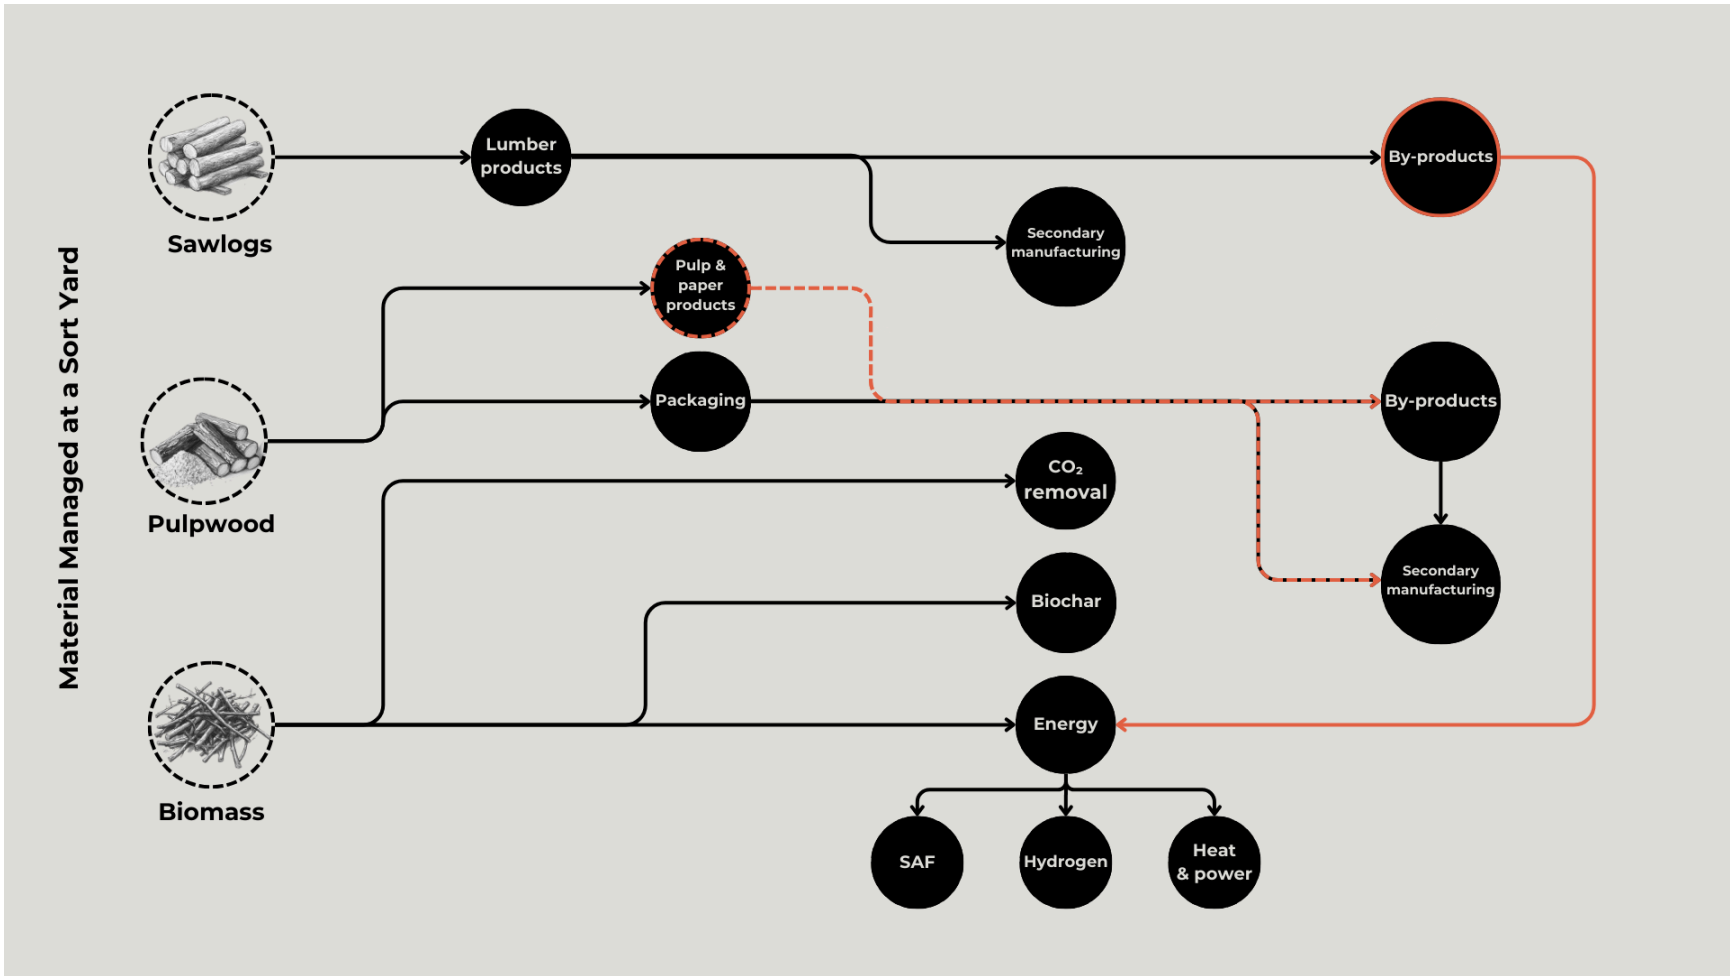 Material Managed at a Sort Yard
Sawlogs
Lumber
products
By-products
Secondary
manufacturing
Pulp &
paper
products
Pulpwood
Packaging
By-products
CO₂
removal
Secondary
manufacturing
Biochar
Biomass
Energy
SAF
Hydrogen
Heat
& power